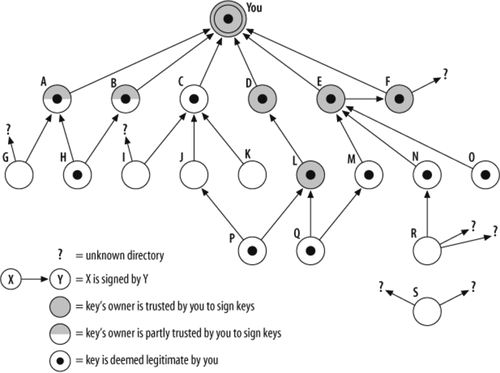 You
A B C D E F ?
? ?
G H I J K L M N O
P Q R ? ?
? = unknown directory
X Y = X is signed by Y
? S ?
= key's owner is trusted by you to sign keys
= key's owner is partly trusted by you to sign keys
= key is deemed legitimate by you